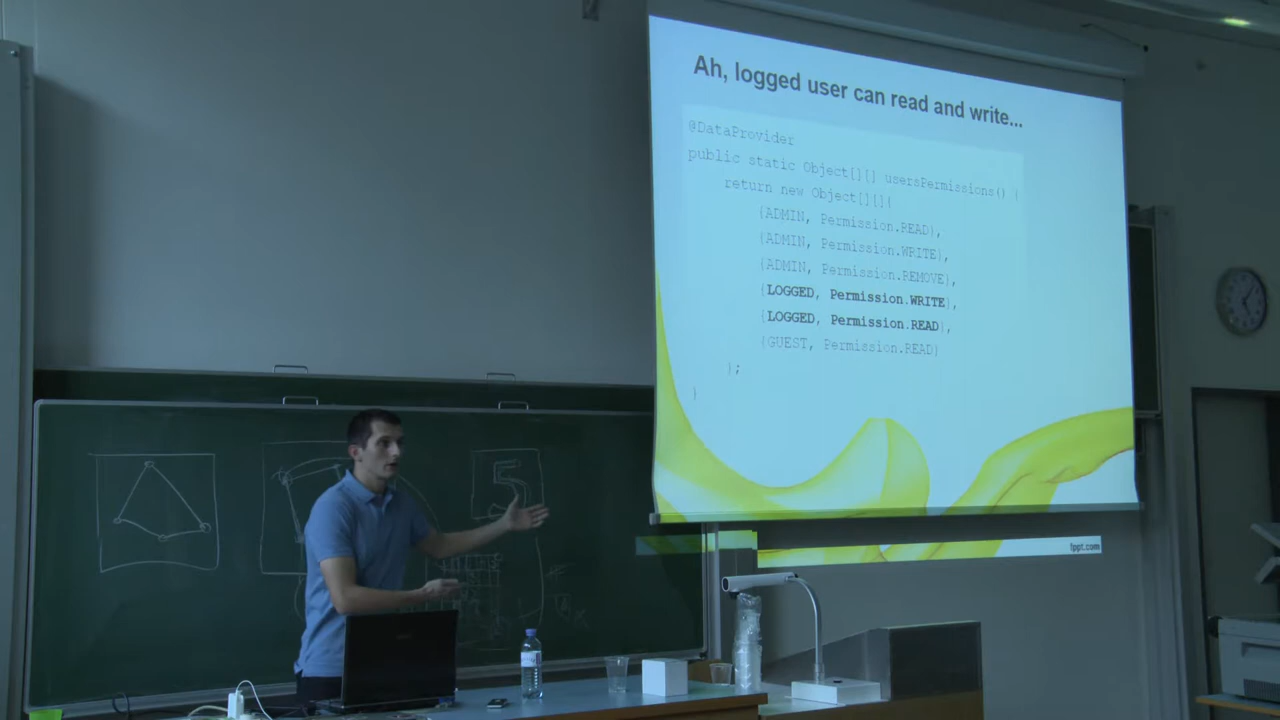 Ah, logged user can read and write...
@DataProvider
public static Object[][] usersPermissions() {
return new Object[][]{
{ADMIN, Permission.READ},
{ADMIN, Permission.WRITE},
{ADMIN, Permission.REMOVE},
{LOGGED, Permission.WRITE},
{LOGGED, Permission.READ},
{GUEST, Permission.READ}
};
}
5
fppt.com